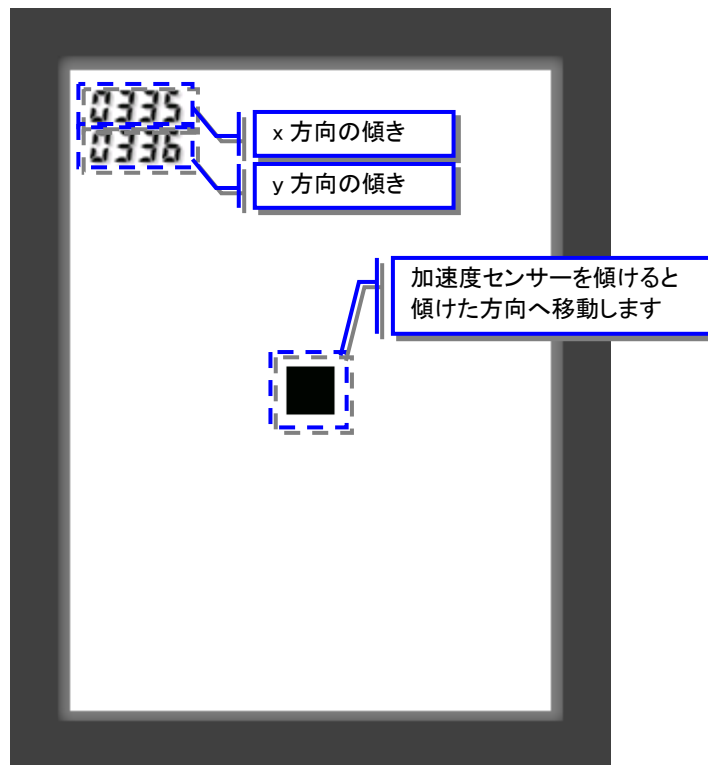 0335
x 方向の傾き
0336
y 方向の傾き
加速度センサーを傾けると
傾けた方向へ移動します